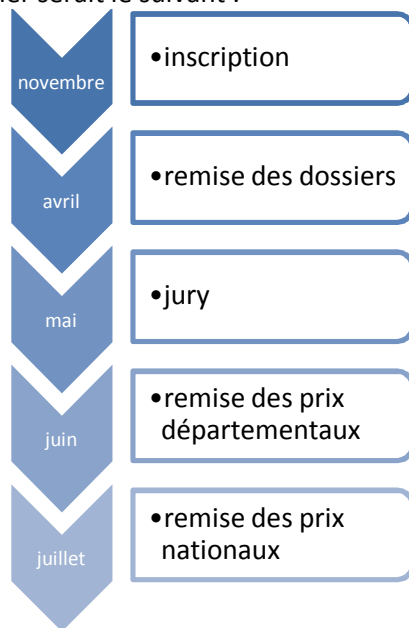 ier serait le suivant :
novembre
•inscription
avril
•remise des dossiers
mai
•jury
juin
•remise des prix
départementaux
juillet
•remise des prix
nationaux